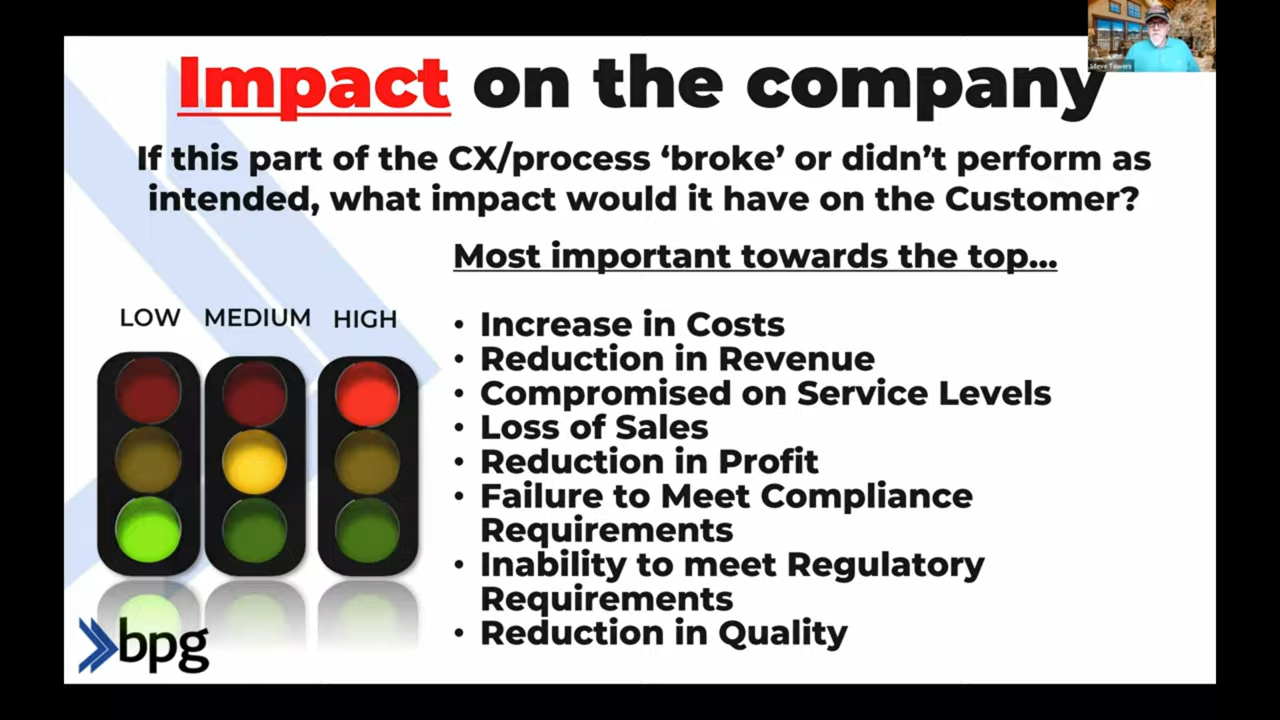 Steve Towers
Impact on the company
If this part of the CX/process ‘broke’ or didn’t perform as
intended, what impact would it have on the Customer?
Most important towards the top...
LOW MEDIUM HIGH
• Increase in Costs
• Reduction in Revenue
• Compromised on Service Levels
• Loss of Sales
• Reduction in Profit
• Failure to Meet Compliance
Requirements
• Inability to meet Regulatory
Requirements
• Reduction in Quality
bpg